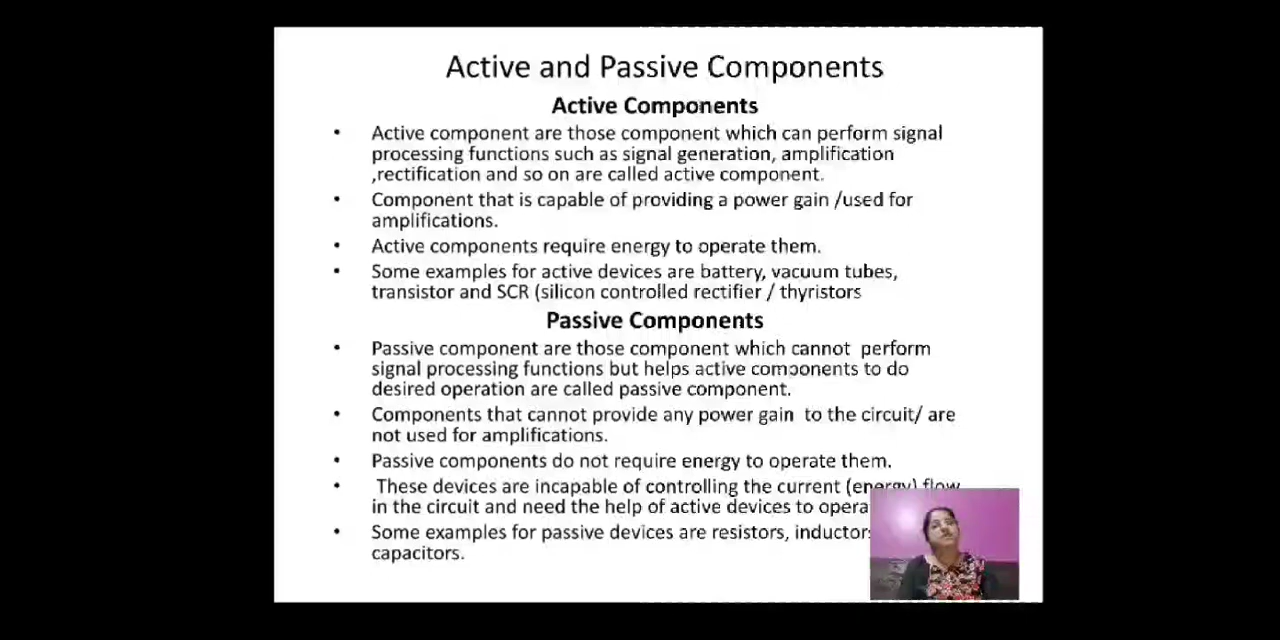 Active and Passive Components
Active Components
• Active component are those component which can perform signal
processing functions such as signal generation, amplification
,rectification and so on are called active component.
• Component that is capable of providing a power gain /used for
amplifications.
• Active components require energy to operate them.
• Some examples for active devices are battery, vacuum tubes,
transistor and SCR (silicon controlled rectifier / thyristors
Passive Components
• Passive component are those component which cannot  perform
signal processing functions but helps active components to do
desired operation are called passive component.
• Components that cannot provide any power gain  to the circuit/ are
not used for amplifications.
• Passive components do not require energy to operate them.
• These devices are incapable of controlling the current (energy) flow
in the circuit and need the help of active devices to
• Some examples for passive devices are resistors,
capacitors.